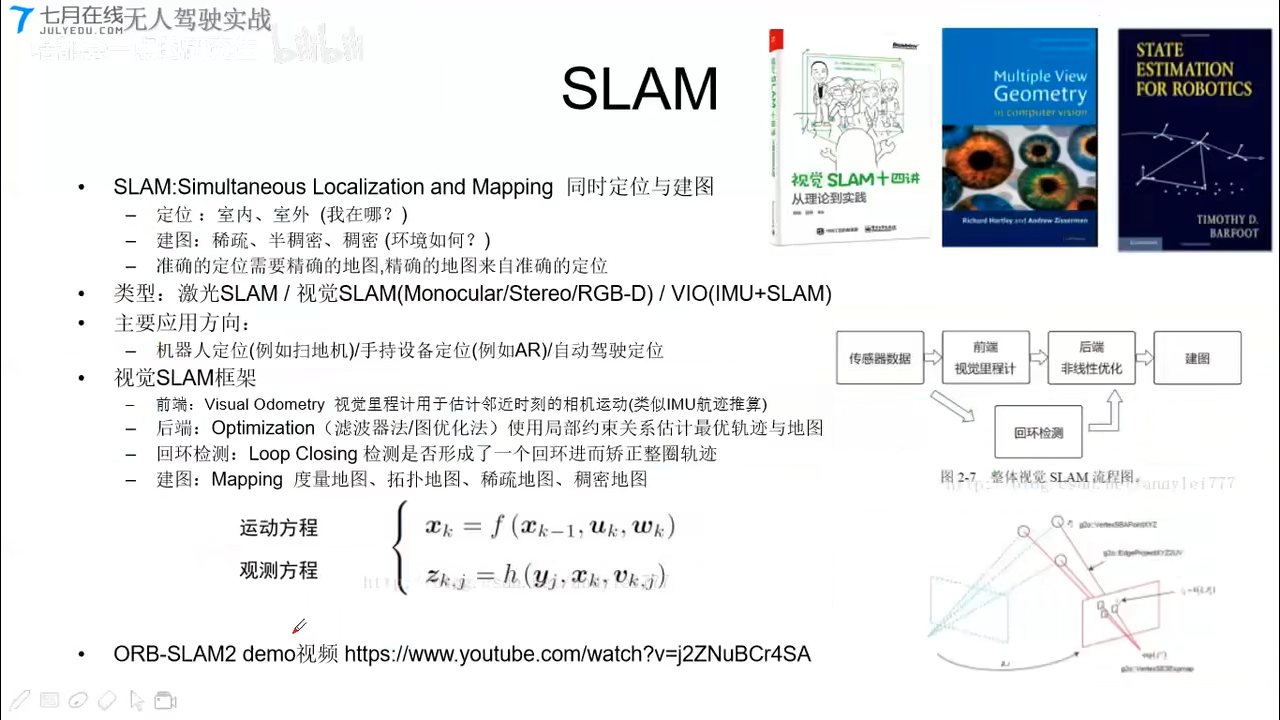 七月在线
JULYEDU.COM
无人驾驶实战
bilibili
SLAM
视觉SLAM十四讲
从理论到实践
Multiple View
Geometry
in computer vision
Richard Hartley and Andrew Zisserman
STATE
ESTIMATION
FOR ROBOTICS
TIMOTHY D.
BARFOOT
• SLAM:Simultaneous Localization and Mapping 同时定位与建图
– 定位 ：室内、室外 (我在哪？)
– 建图：稀疏、半稠密、稠密 (环境如何？)
– 准确的定位需要精确的地图,精确的地图来自准确的定位
• 类型：激光SLAM / 视觉SLAM(Monocular/Stereo/RGB-D) / VIO(IMU+SLAM)
• 主要应用方向：
– 机器人定位(例如扫地机)/手持设备定位(例如AR)/自动驾驶定位
• 视觉SLAM框架
– 前端：Visual Odometry 视觉里程计用于估计邻近时刻的相机运动(类似IMU航迹推算)
– 后端：Optimization（滤波器法/图优化法）使用局部约束关系估计最优轨迹与地图
– 回环检测：Loop Closing 检测是否形成了一个回环进而矫正整圈轨迹
– 建图：Mapping 度量地图、拓扑地图、稀疏地图、稠密地图
传感器数据
前端
视觉里程计
后端
非线性优化
建图
回环检测
图 2-7 整体视觉 SLAM 流程图。
运动方程 xₖ = f (xₖ₋₁, uₖ, wₖ)
观测方程 zₖ,ⱼ = h (yⱼ, xₖ, vₖ,ⱼ)
g2o::VertexSBAPointXYZ
g2o::EdgeProjectXYZ2UV
g2o::VertexSE3Expmap
• ORB-SLAM2 demo视频 https://www.youtube.com/watch?v=j2ZNuBCr4SA